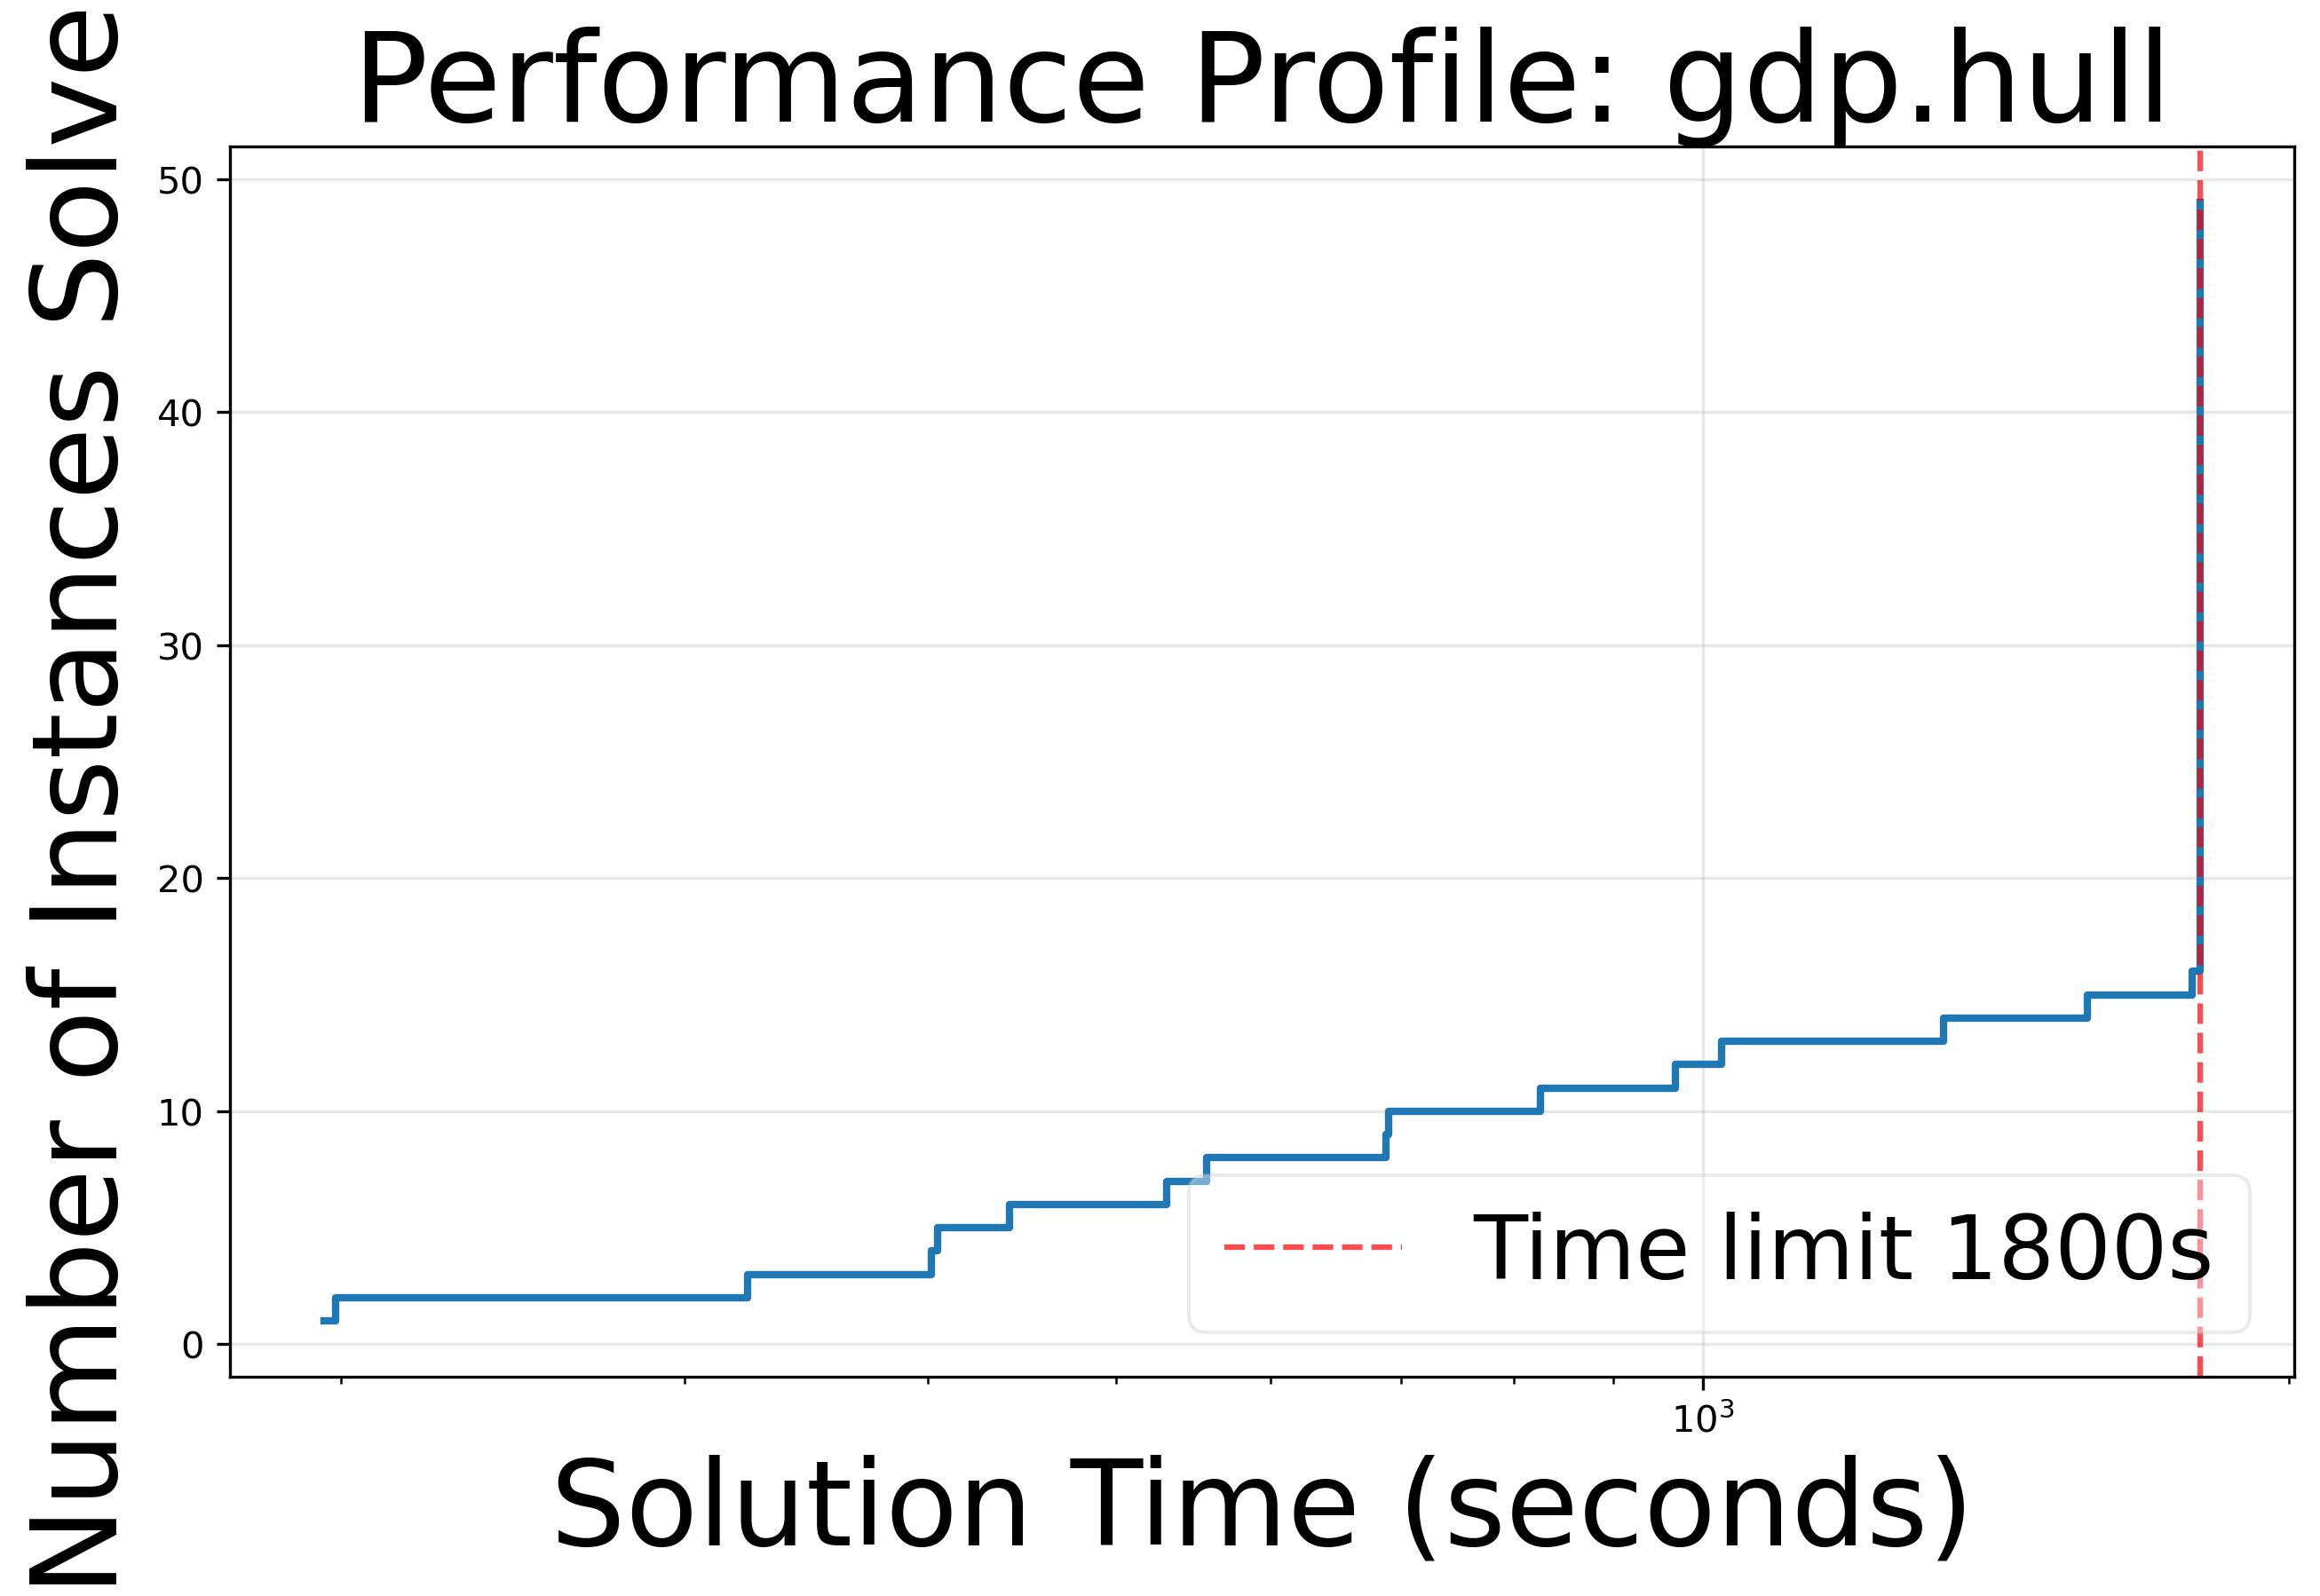 Performance Profile: gdp.hull
Number of Instances Solve
50
40
30
20
10
0
Time limit 1800s
10³
Solution Time (seconds)